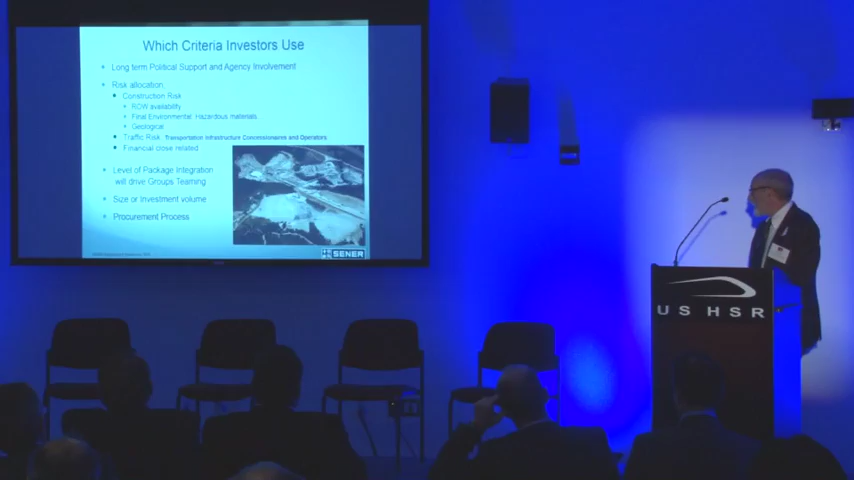 Which Criteria Investors Use
Long term Political Support and Agency Involvement
Risk allocation:
Construction Risk
ROW availability
Final Environmental. Hazardous materials
Geological
Traffic Risk. Transportation Infrastructure Concessionaires and Operators.
Financial close related
Level of Package Integration
will drive Groups Teaming
Size or Investment volume
Procurement Process
SENER
US HSR